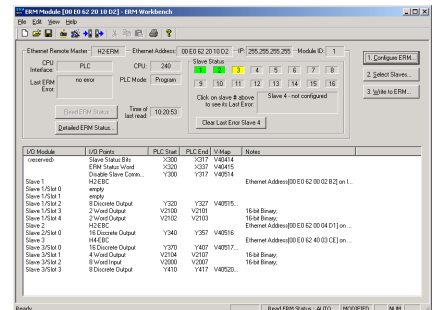 ERM Module [00 E0 62 20 10 D2] - ERM Workbench
File Edit View Help
Ethernet Remote Master: H2-ERM Ethernet Address: 00 E0 62 20 10 D2 IP: 255.255.255.255 Module ID: 1
CPU Interface: PLC CPU: 240
Last ERM Error: no error PLC Mode: Program
Reset ERM Status Time of last read: 10:20:53
Detailed ERM Status...
Slave Status
1 2 3 4 5 6 7 8
9 10 11 12 13 14 15 16
Click on slave # above to see its Last Error: Slave 4 - not configured
Clear Last Error Slave 4
1. Configure ERM...
2. Select Slaves...
3. Write to ERM...
I/O Module I/O Points PLC Start PLC End V-Map Notes
<reserved> Slave Status Bits X300 X317 V40414
ERM Status Word X320 X337 V40415
Disable Slave Comm... Y300 Y317 V40514
Slave 1 H2-EBC Ethernet Address[00 E0 62 00 02 B2] on I...
Slave 1/Slot 0 empty
Slave 1/Slot 1 empty
Slave 1/Slot 2 8 Discrete Output Y320 Y327 V40515...
Slave 1/Slot 3 2 Word Output V2100 V2101 16-bit Binary;
Slave 1/Slot 4 2 Word Output V2102 V2103 16-bit Binary;
Slave 2 H2-EBC Ethernet Address[00 E0 62 00 04 D1] on ...
Slave 2/Slot 0 16 Discrete Output Y340 Y357 V40516
Slave 3 H4-EBC Ethernet Address[00 E0 62 40 03 CE] on ...
Slave 3/Slot 0 16 Discrete Output Y370 Y407 V40517...
Slave 3/Slot 1 4 Word Output V2104 V2107 16-bit Binary;
Slave 3/Slot 2 8 Word Input V2000 V2007 16-bit Binary;
Slave 3/Slot 3 8 Discrete Output Y410 Y417 V40520...
Ready Read ERM Status : AUTO MODIFIED NUM